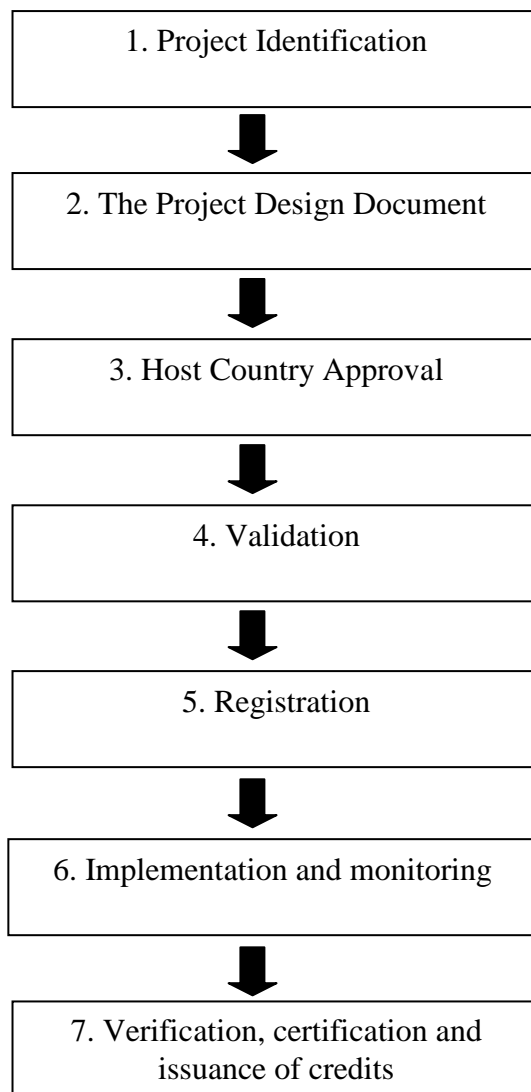 1. Project Identification
2. The Project Design Document
3. Host Country Approval
4. Validation
5. Registration
6. Implementation and monitoring
7. Verification, certification and
issuance of credits